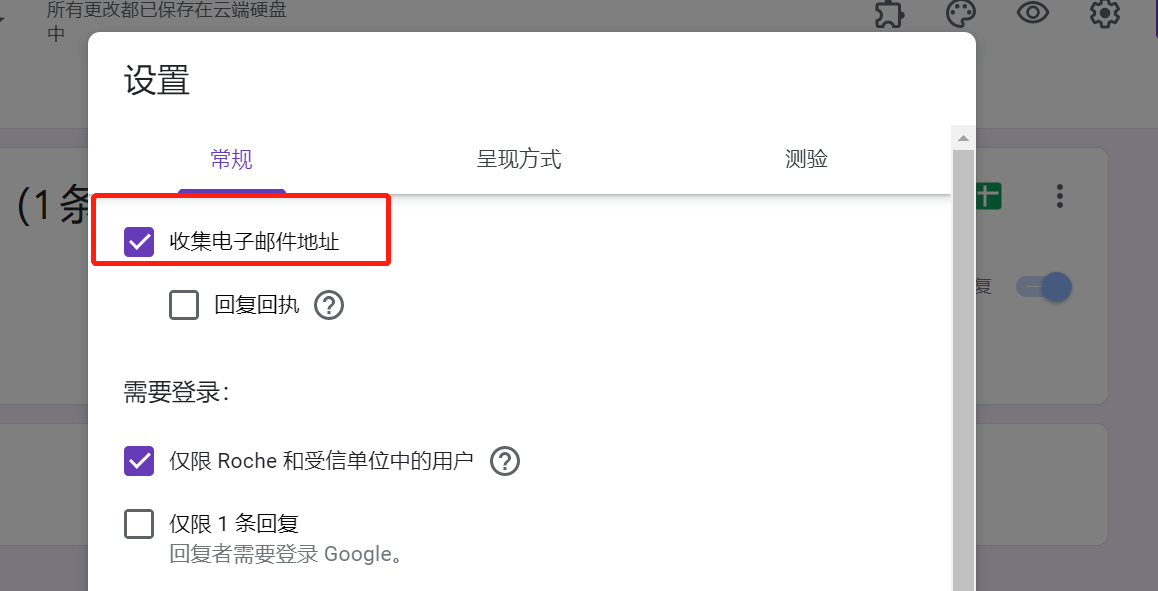 所有更改都已保存在云端硬盘
中
设置
常规
呈现方式
测验
(1 条
收集电子邮件地址
回复回执
复
需要登录：
仅限 Roche 和受信单位中的用户
仅限 1 条回复
回复者需要登录 Google。